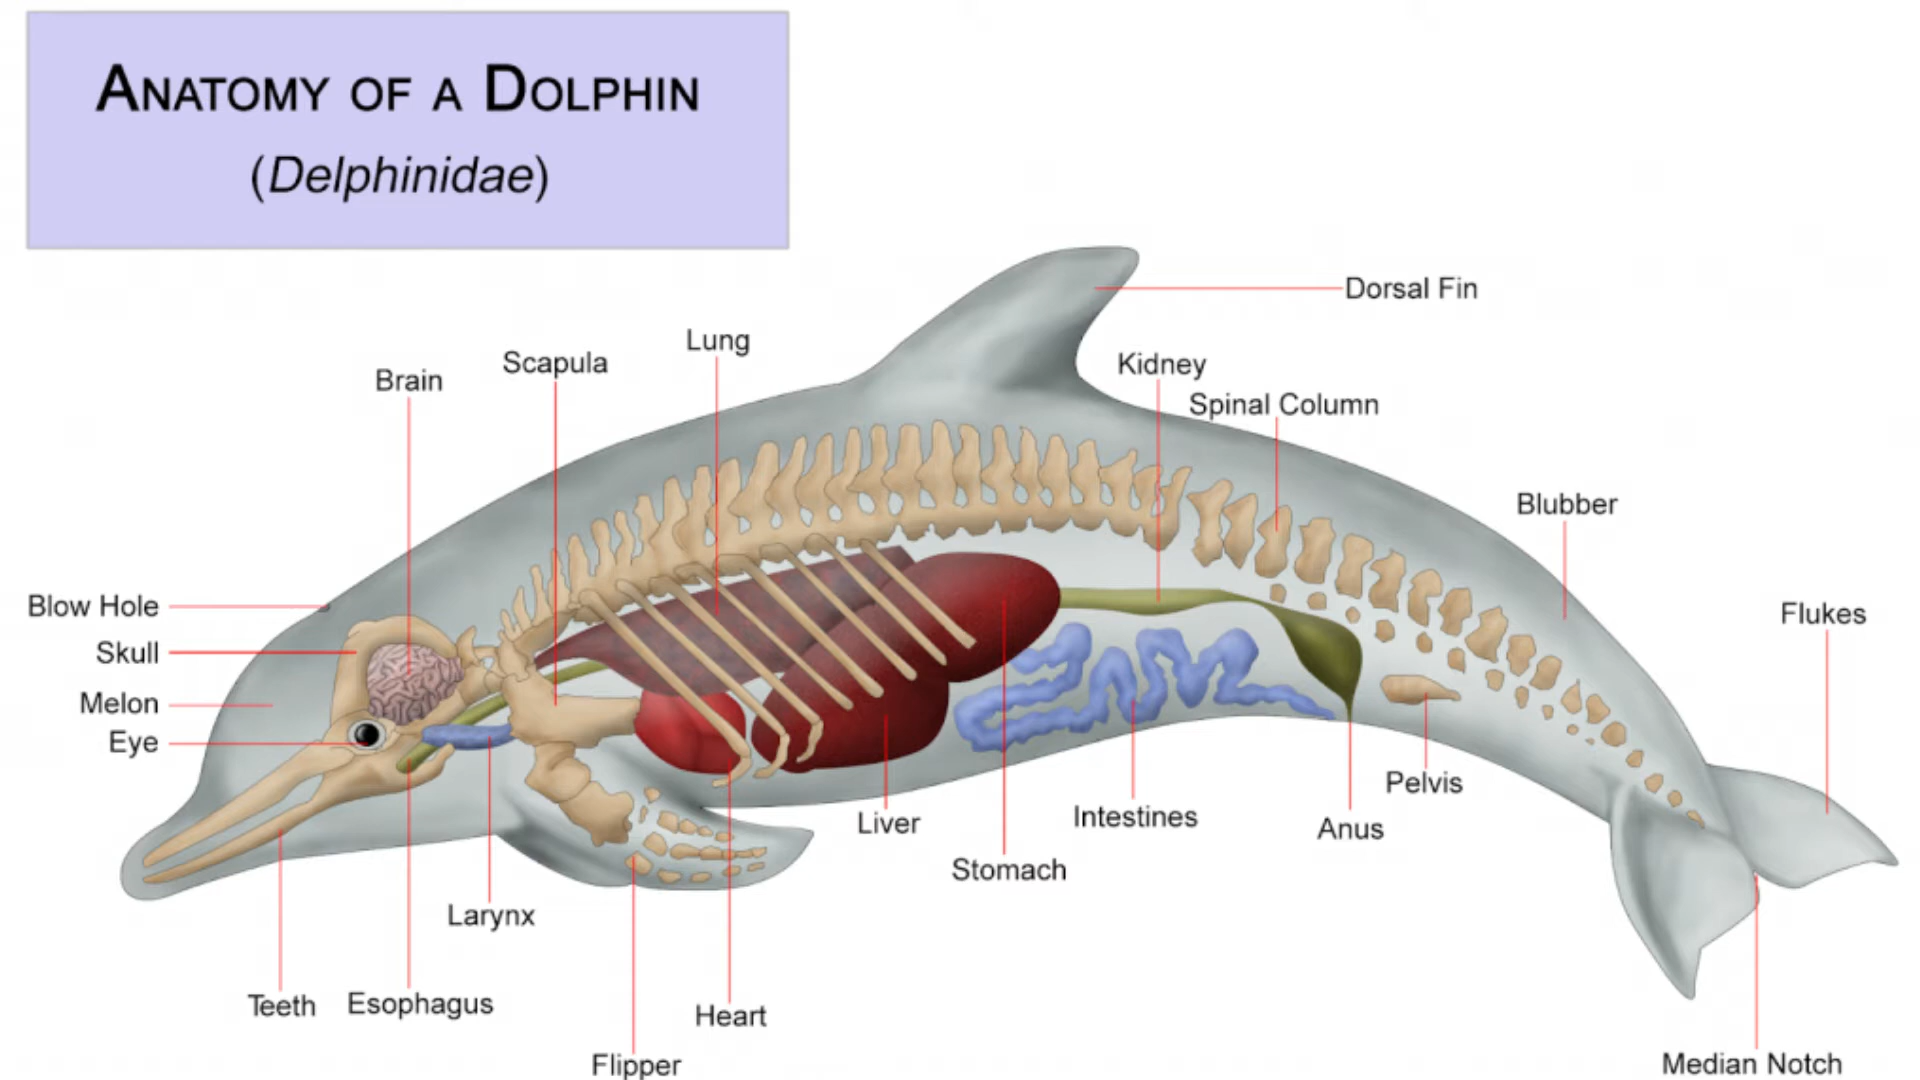 ANATOMY OF A DOLPHIN
(Delphinidae)
Dorsal Fin
Lung
Scapula
Kidney
Brain
Spinal Column
Blubber
Blow Hole
Flukes
Skull
Melon
Eye
Pelvis
Intestines
Liver
Anus
Stomach
Larynx
Teeth
Esophagus
Heart
Flipper
Median Notch